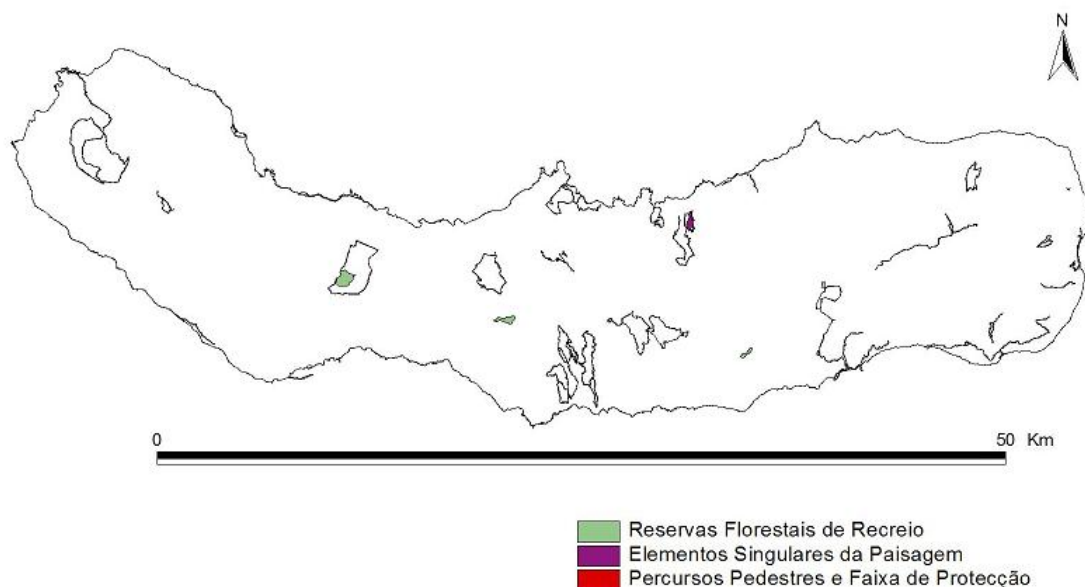 N
0 50 Km
Reservas Florestais de Recreio
Elementos Singulares da Paisagem
Percursos Pedestres e Faixa de Protecção